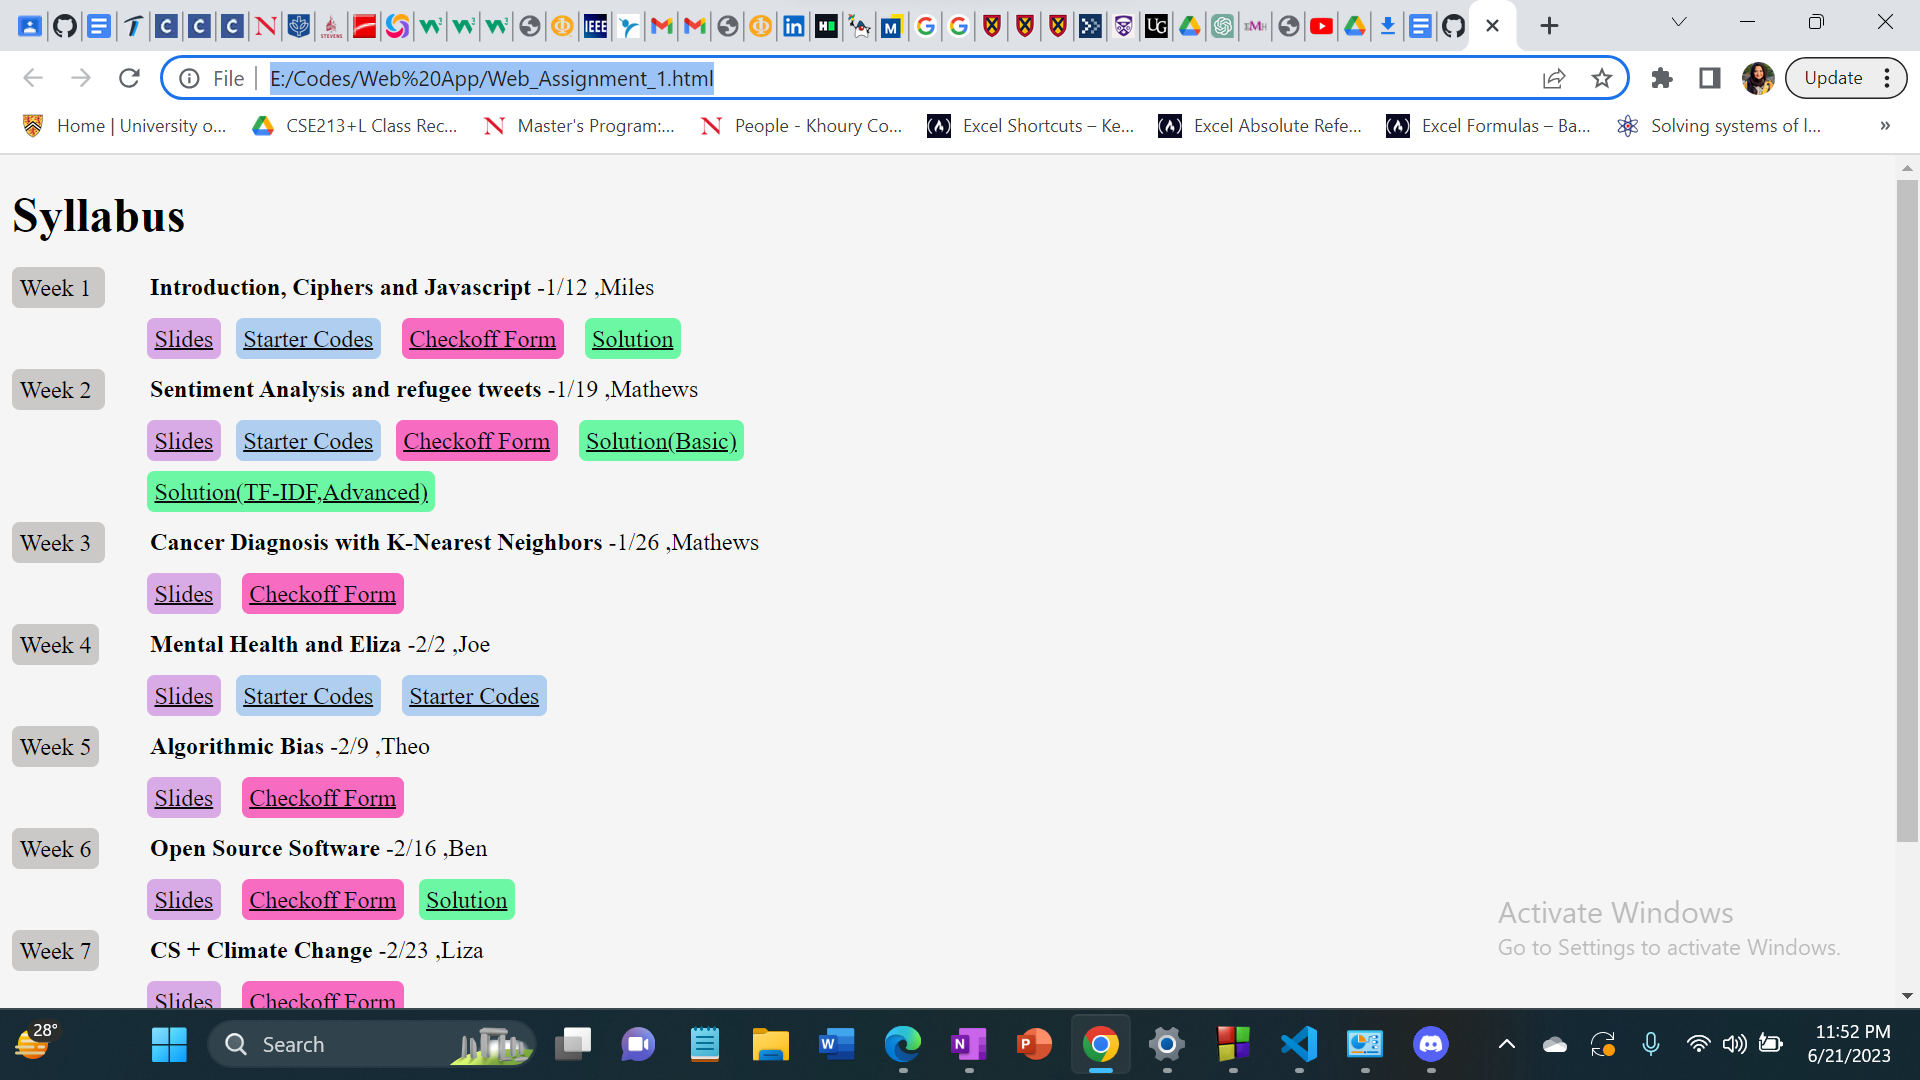 File
E:/Codes/Web%20App/Web_Assignment_1.html
Update
Home | University o...
CSE213+L Class Rec...
Master's Program:...
People - Khoury Co...
Excel Shortcuts – Ke...
Excel Absolute Refe...
Excel Formulas – Ba...
Solving systems of l...
Syllabus
Week 1 Introduction, Ciphers and Javascript -1/12 ,Miles
Slides Starter Codes Checkoff Form Solution
Week 2 Sentiment Analysis and refugee tweets -1/19 ,Mathews
Slides Starter Codes Checkoff Form Solution(Basic)
Solution(TF-IDF,Advanced)
Week 3 Cancer Diagnosis with K-Nearest Neighbors -1/26 ,Mathews
Slides Checkoff Form
Week 4 Mental Health and Eliza -2/2 ,Joe
Slides Starter Codes Starter Codes
Week 5 Algorithmic Bias -2/9 ,Theo
Slides Checkoff Form
Week 6 Open Source Software -2/16 ,Ben
Slides Checkoff Form Solution
Week 7 CS + Climate Change -2/23 ,Liza
Slides Checkoff Form
Activate Windows
Go to Settings to activate Windows.
28°
Search
11:52 PM
6/21/2023